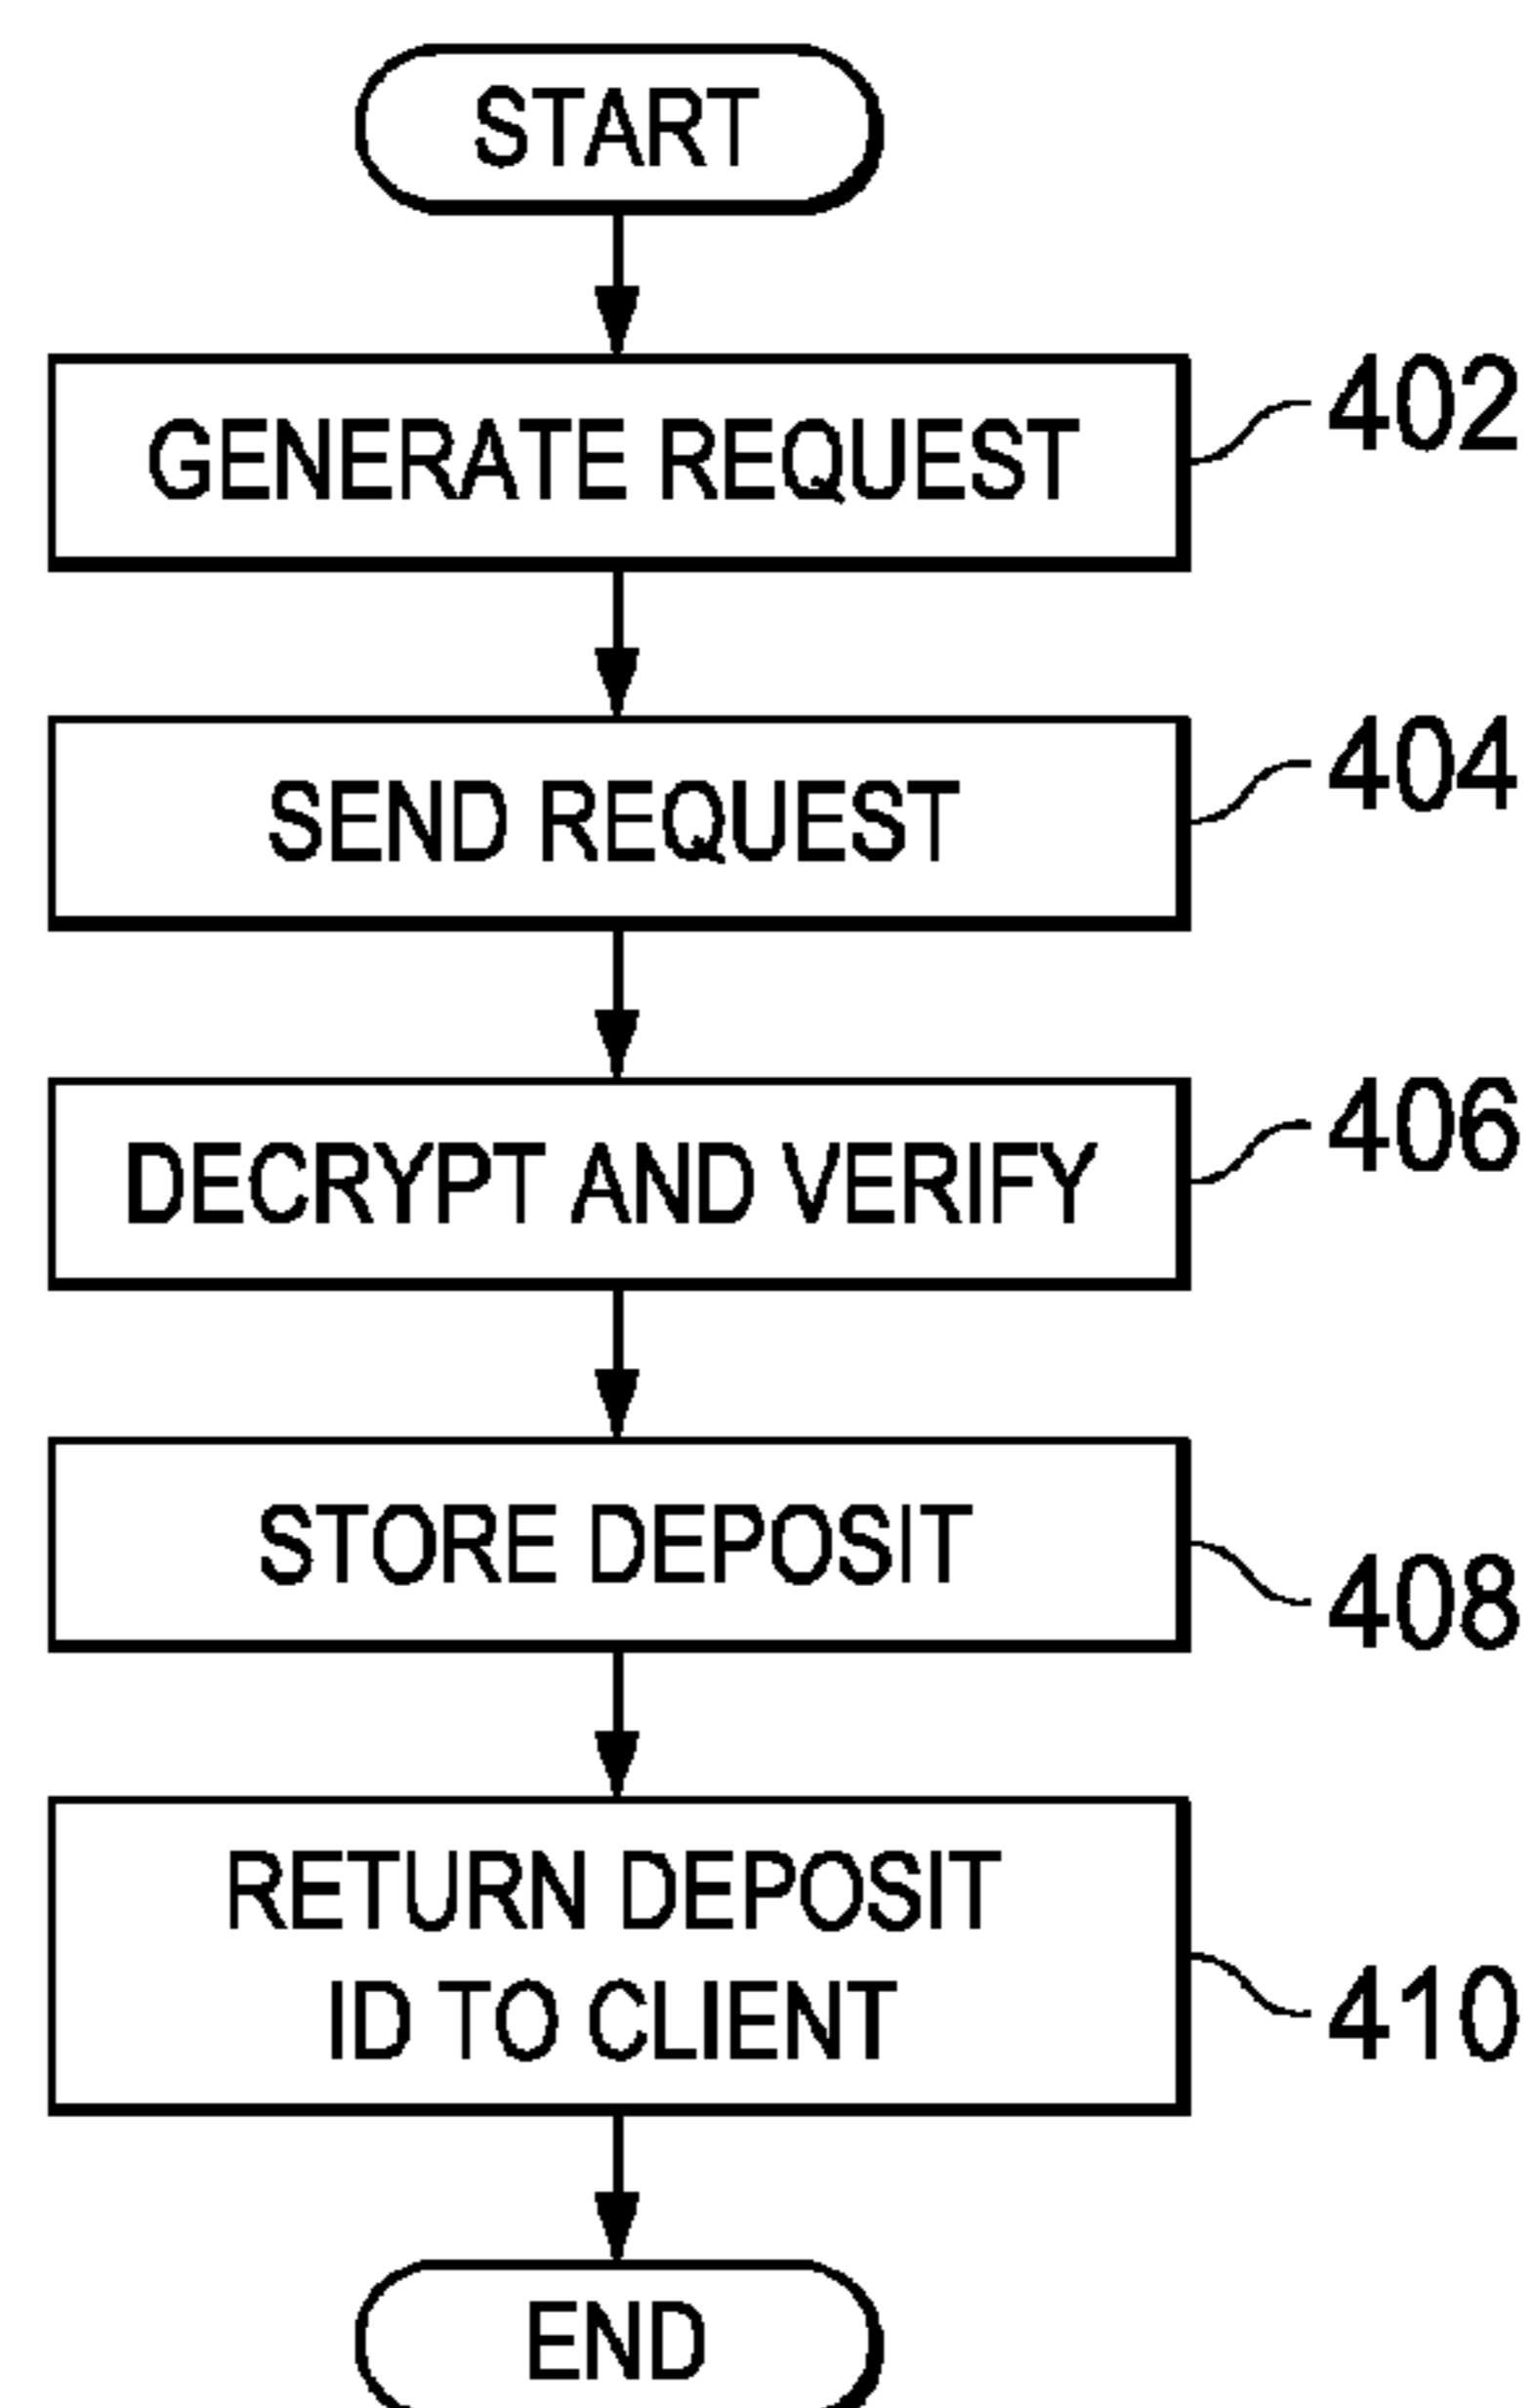 START
GENERATE REQUEST
402
SEND REQUEST
404
DECRYPT AND VERIFY
406
STORE DEPOSIT
408
RETURN DEPOSIT
ID TO CLIENT
410
END